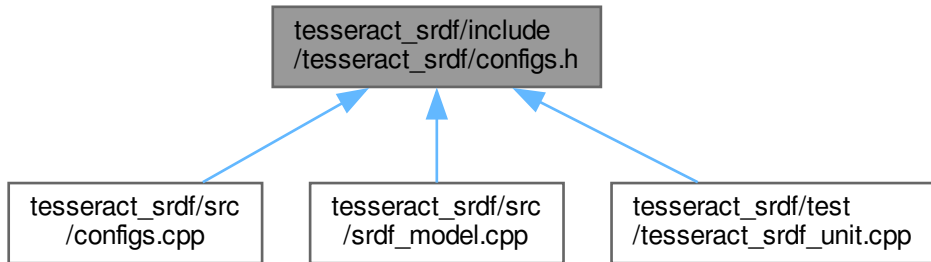 tesseract_srdf/include
/tesseract_srdf/configs.h
tesseract_srdf/src
/configs.cpp
tesseract_srdf/src
/srdf_model.cpp
tesseract_srdf/test
/tesseract_srdf_unit.cpp